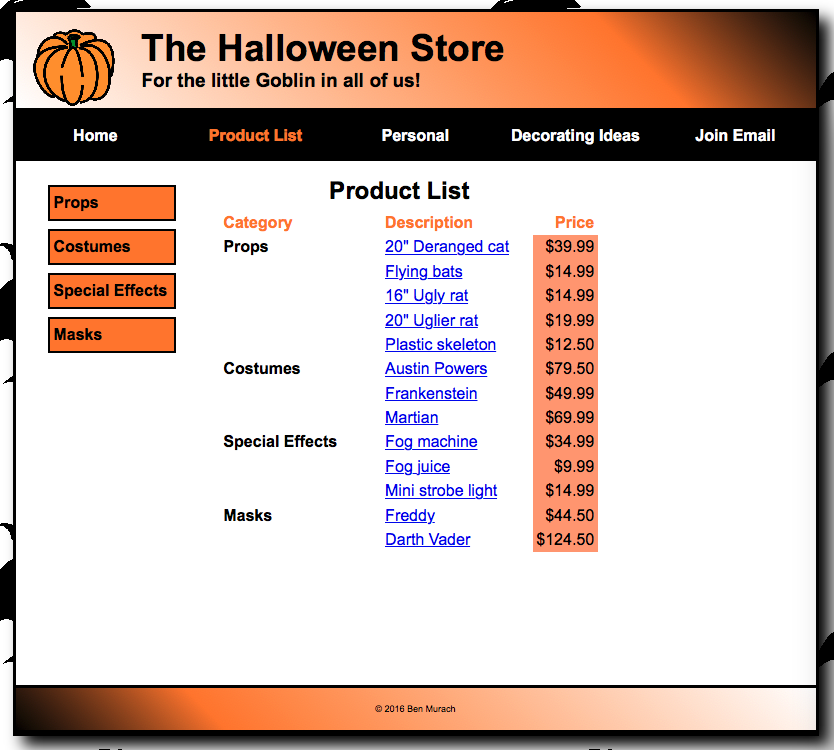 The Halloween Store
For the little Goblin in all of us!
Home Product List Personal Decorating Ideas Join Email
Props
Costumes
Special Effects
Masks
Product List
Category Description Price
Props 20" Deranged cat $39.99
Flying bats $14.99
16" Ugly rat $14.99
20" Uglier rat $19.99
Plastic skeleton $12.50
Costumes Austin Powers $79.50
Frankenstein $49.99
Martian $69.99
Special Effects Fog machine $34.99
Fog juice $9.99
Mini strobe light $14.99
Masks Freddy $44.50
Darth Vader $124.50
© 2016 Ben Murach